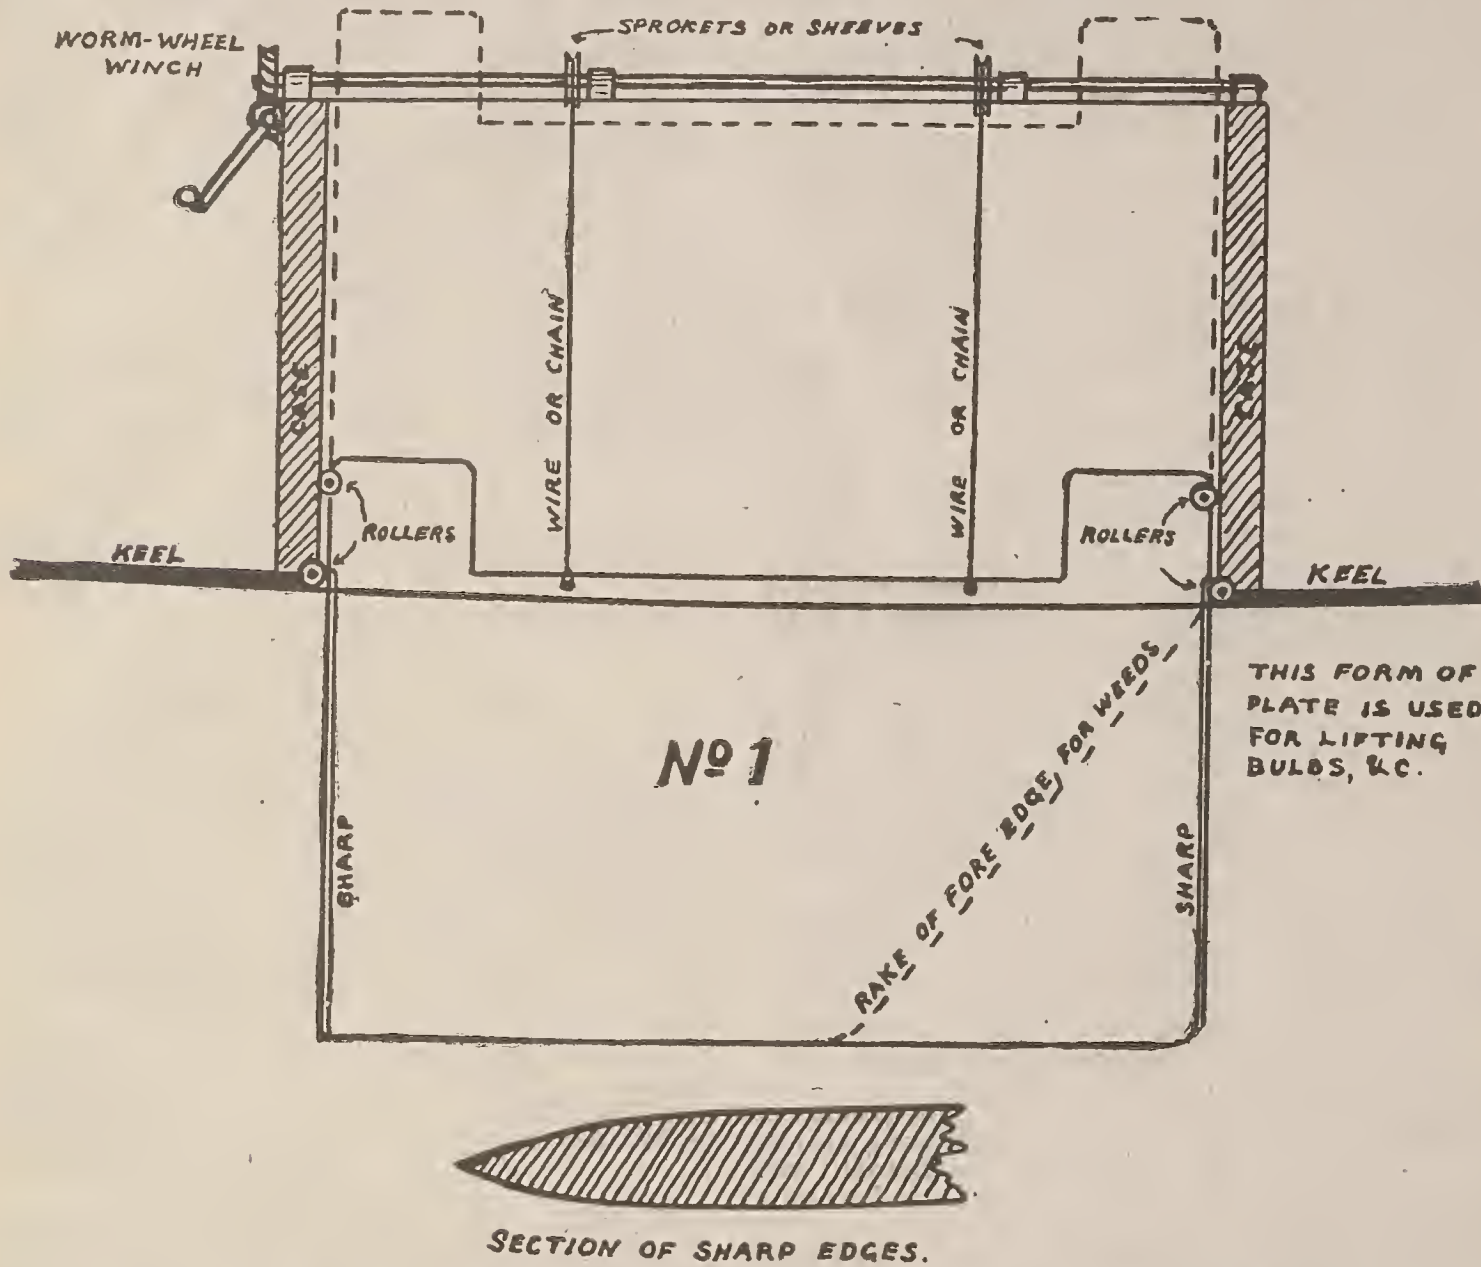 SPROKETS OR SHEEVES
WORM-WHEEL
WINCH
WIRE OR CHAIN
WIRE OR CHAIN
CASE
CASE
ROLLERS
ROLLERS
KEEL
KEEL
THIS FORM OF
PLATE IS USED
FOR LIFTING
BULBS, &C.
RAKE OF FORE EDGE, FOR WEEDS
Nº 1
SHARP
SHARP
SECTION OF SHARP EDGES.